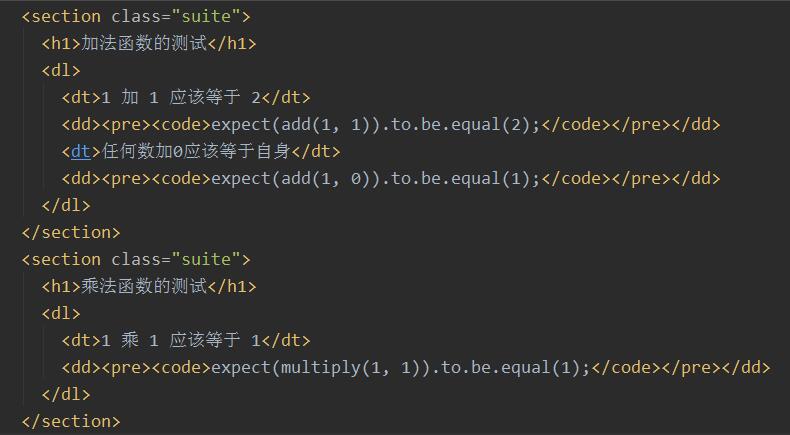 <section class="suite">
<h1>加法函数的测试</h1>
<dl>
<dt>1 加 1 应该等于 2</dt>
<dd><pre><code>expect(add(1, 1)).to.be.equal(2);</code></pre></dd>
<dt>任何数加0应该等于自身</dt>
<dd><pre><code>expect(add(1, 0)).to.be.equal(1);</code></pre></dd>
</dl>
</section>
<section class="suite">
<h1>乘法函数的测试</h1>
<dl>
<dt>1 乘 1 应该等于 1</dt>
<dd><pre><code>expect(multiply(1, 1)).to.be.equal(1);</code></pre></dd>
</dl>
</section>